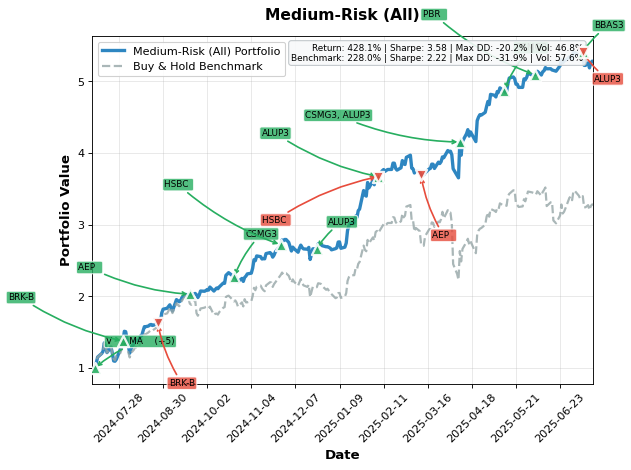 Medium-Risk (All)
PBR
BBAS3
Medium-Risk (All) Portfolio
Buy & Hold Benchmark
Return: 428.1% | Sharpe: 3.58 | Max DD: -20.2% | Vol: 46.8%
Benchmark: 228.0% | Sharpe: 2.22 | Max DD: -31.9% | Vol: 57.6%
ALUP3
CSMG3, ALUP3
ALUP3
HSBC
HSBC
ALUP3
CSMG3
AEP
AEP
BRK-B
MA (+5)
BRK-B
5
4
3
2
1
Portfolio Value
2024-07-28
2024-08-30
2024-10-02
2024-11-04
2024-12-07
2025-01-09
2025-02-11
2025-03-16
2025-04-18
2025-05-21
2025-06-23
Date